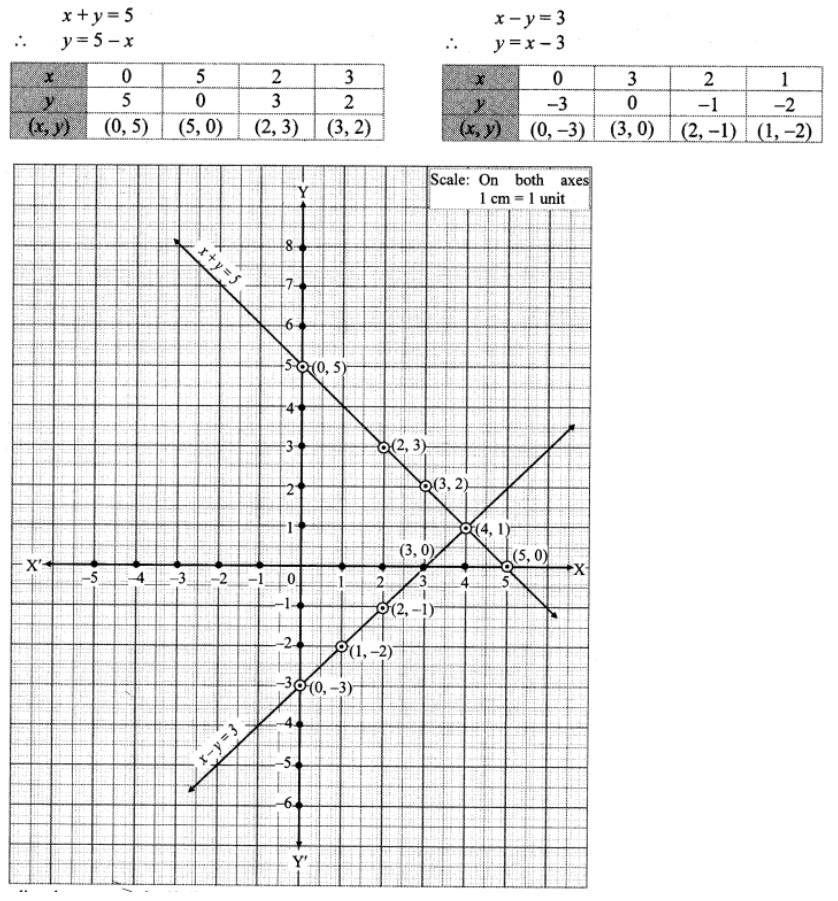 x + y = 5
∴ y = 5 – x
x 0 5 2 3
y 5 0 3 2
(x, y) (0, 5) (5, 0) (2, 3) (3, 2)
x – y = 3
∴ y = x – 3
x 0 3 2 1
y –3 0 –1 –2
(x, y) (0, –3) (3, 0) (2, –1) (1, –2)
Scale: On both axes
1 cm = 1 unit
Y
8
x + y = 5
7
6
5 (0, 5)
4
3 (2, 3)
2 (3, 2)
1 (4, 1)
(3, 0) (5, 0)
X′ X
–5 –4 –3 –2 –1 0 1 2 3 4 5
–1 (2, –1)
–2 (1, –2)
–3 (0, –3)
–4
x – y = 3
–5
–6
Y′